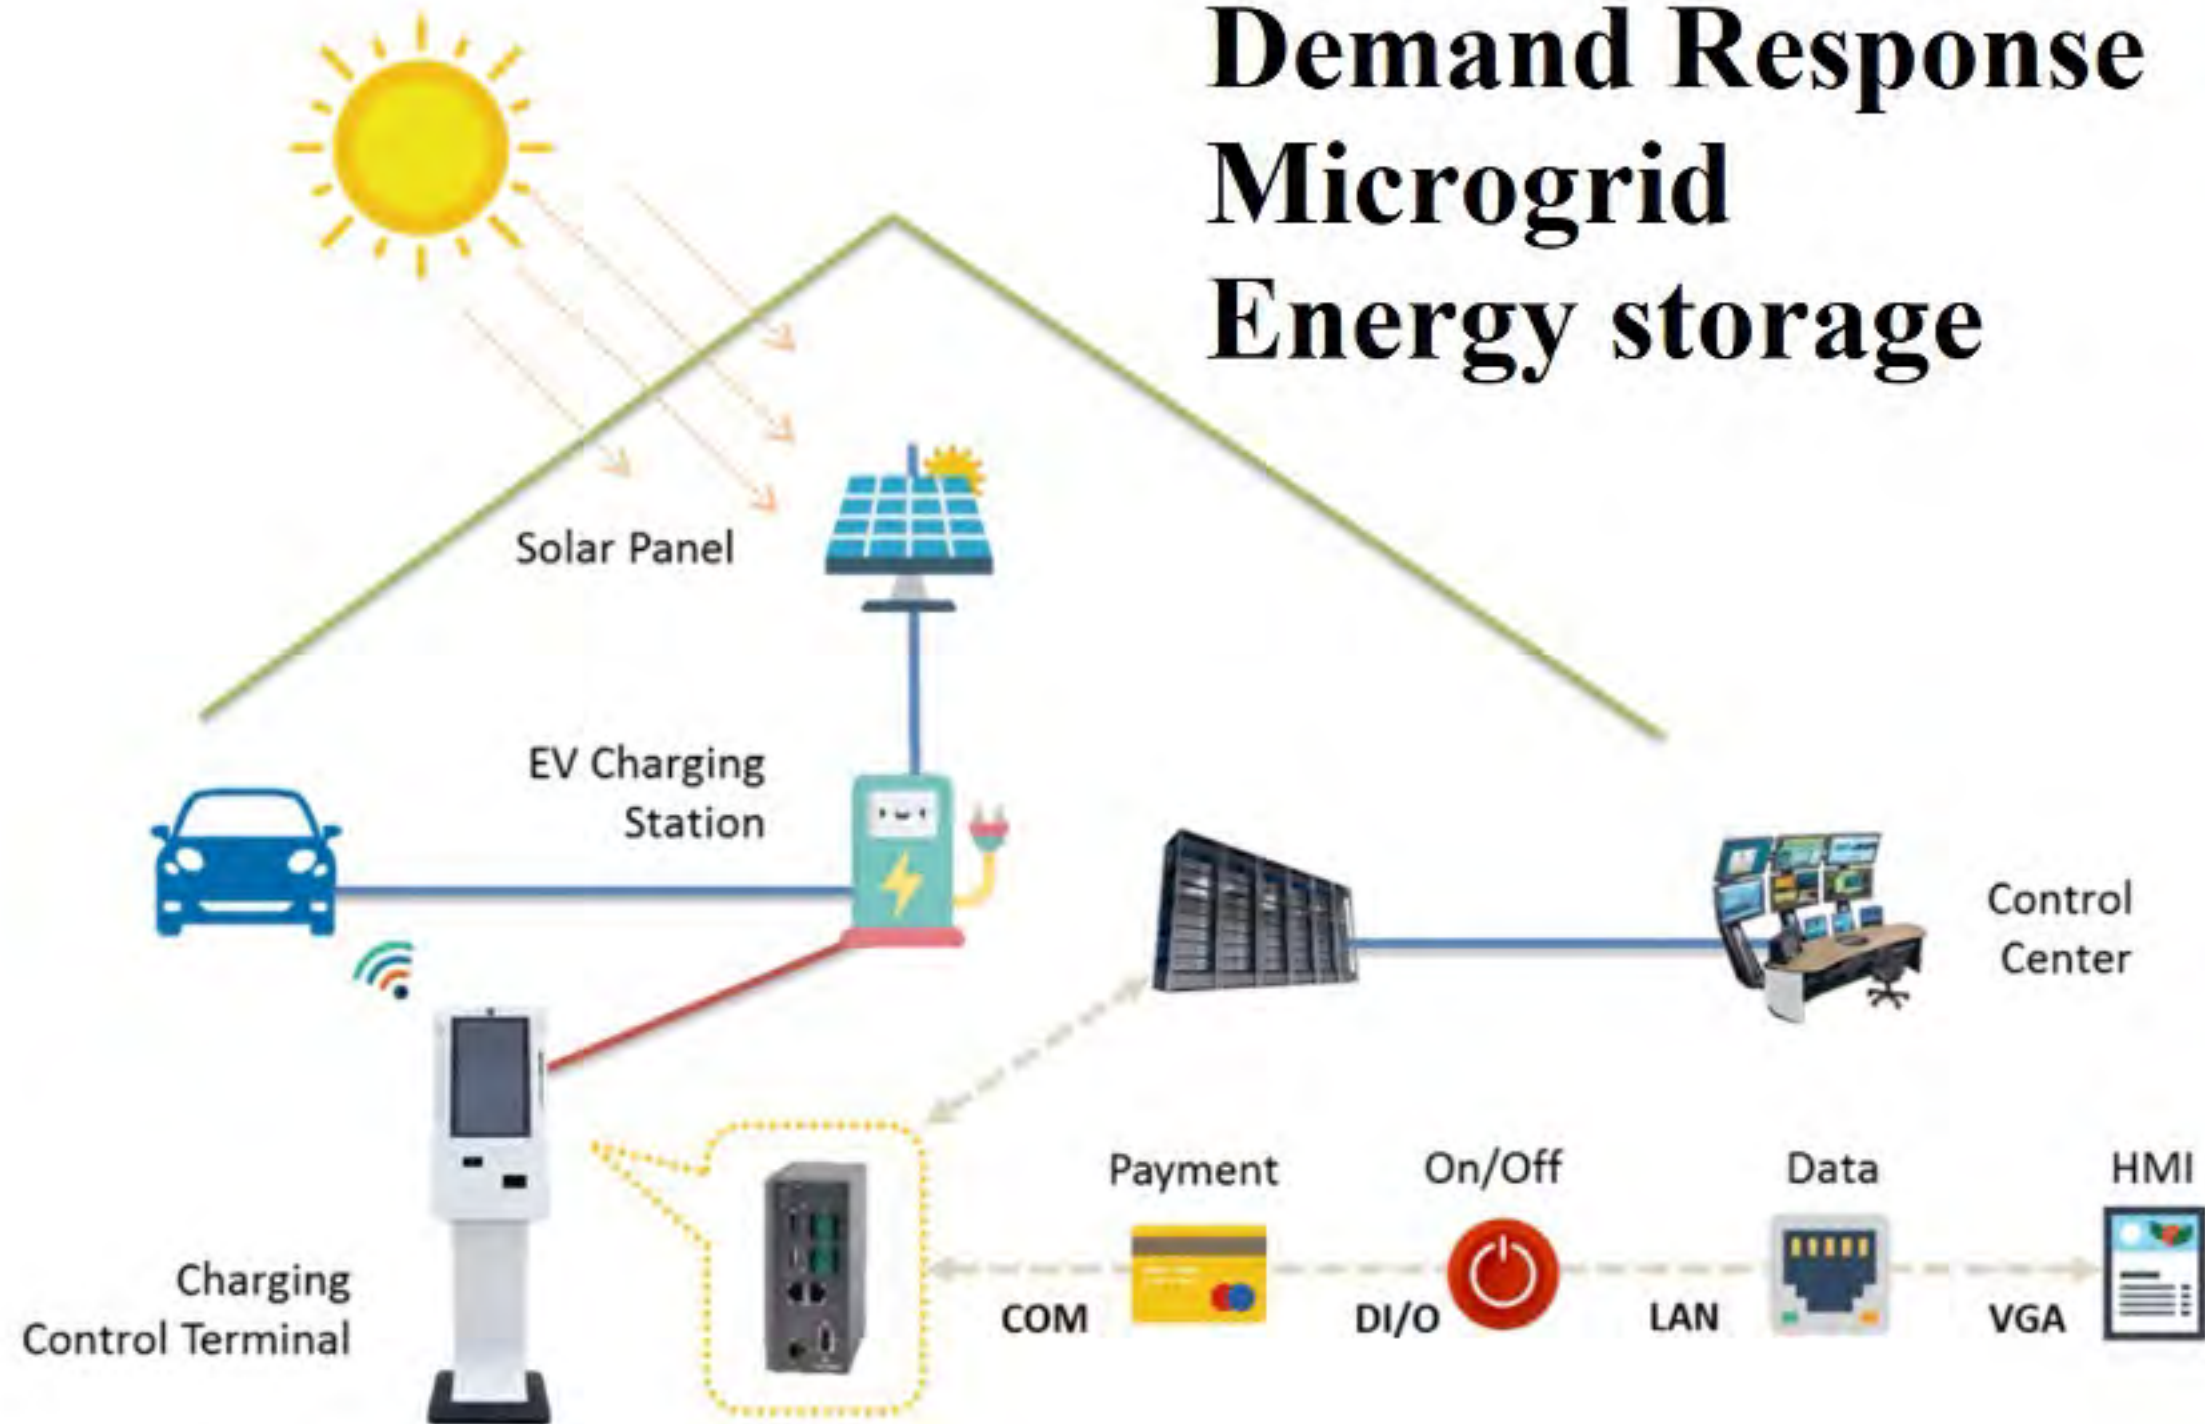 Demand Response
Microgrid
Energy storage
Solar Panel
EV Charging
Station
Control
Center
Payment
On/Off
Data
HMI
Charging
Control Terminal
COM
DI/O
LAN
VGA